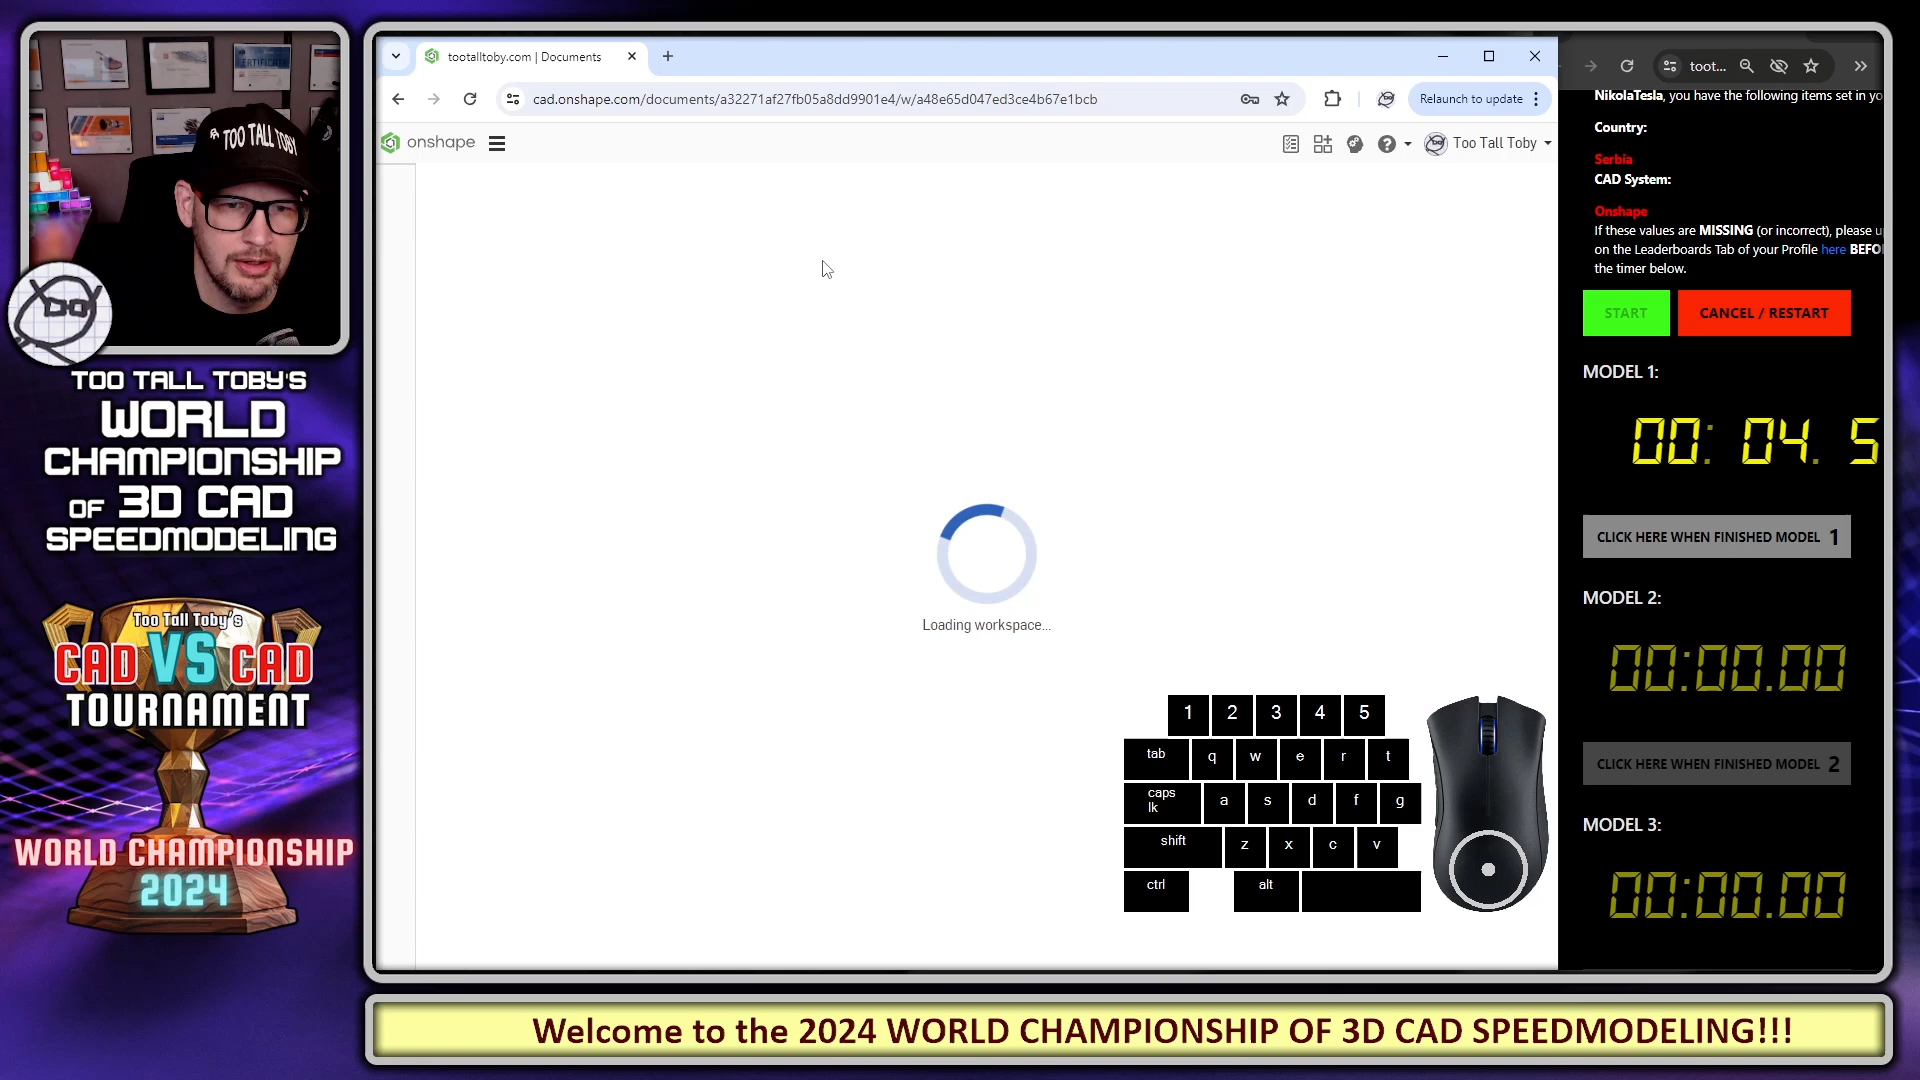 TOO TALL TOBY
TOO TALL TOBY'S
WORLD
CHAMPIONSHIP
OF 3D CAD
SPEEDMODELING
Too Tall Toby's
CAD VS CAD
TOURNAMENT
WORLD CHAMPIONSHIP
2024
tootalltoby.com | Documents
cad.onshape.com/documents/a32271af27fb05a8dd9901e4/w/a48e65d047ed3ce4b67e1bcb
Relaunch to update
onshape
Too Tall Toby
Loading workspace...
1 2 3 4 5
tab q w e r t
caps lk a s d f g
shift z x c v
ctrl alt
toot...
NikolaTesla, you have the following items set in yo
Country:
Serbia
CAD System:
Onshape
If these values are MISSING (or incorrect), please u
on the Leaderboards Tab of your Profile here BEFO
the timer below.
START CANCEL / RESTART
MODEL 1:
00: 04. 5
CLICK HERE WHEN FINISHED MODEL 1
MODEL 2:
00:00.00
CLICK HERE WHEN FINISHED MODEL 2
MODEL 3:
00:00.00
Welcome to the 2024 WORLD CHAMPIONSHIP OF 3D CAD SPEEDMODELING!!!